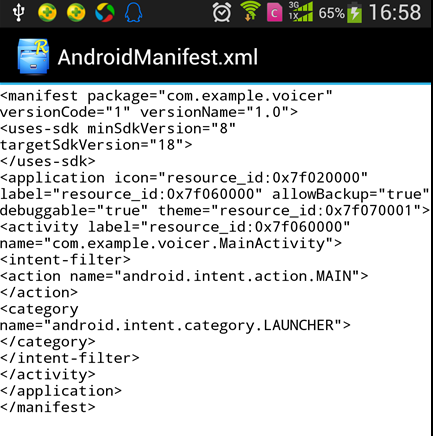 3G
1X
65%
16:58
AndroidManifest.xml
<manifest package="com.example.voicer"
versionCode="1" versionName="1.0">
<uses-sdk minSdkVersion="8"
targetSdkVersion="18">
</uses-sdk>
<application icon="resource_id:0x7f020000"
label="resource_id:0x7f060000" allowBackup="true"
debuggable="true" theme="resource_id:0x7f070001">
<activity label="resource_id:0x7f060000"
name="com.example.voicer.MainActivity">
<intent-filter>
<action name="android.intent.action.MAIN">
</action>
<category
name="android.intent.category.LAUNCHER">
</category>
</intent-filter>
</activity>
</application>
</manifest>